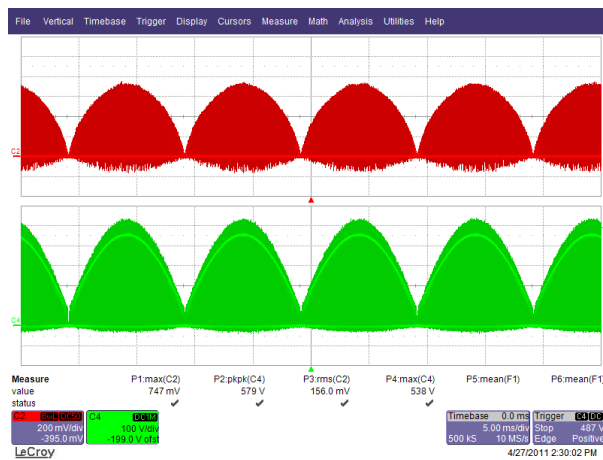 File Vertical Timebase Trigger Display Cursors Measure Math Analysis Utilities Help
C2
C4
Measure P1:max(C2) P2:pkpk(C4) P3:rms(C2) P4:max(C4) P5:mean(F1) P6:mean(F1)
value 747 mV 579 V 156.0 mV 538 V
status
C2 BwL DC50 C4 DC1M Timebase 0.0 ms Trigger C4 DC
200 mV/div 100 V/div 5.00 ms/div Stop 487 V
-395.0 mV -199.0 V ofst 500 kS 10 MS/s Edge Positive
LeCroy 4/27/2011 2:30:02 PM